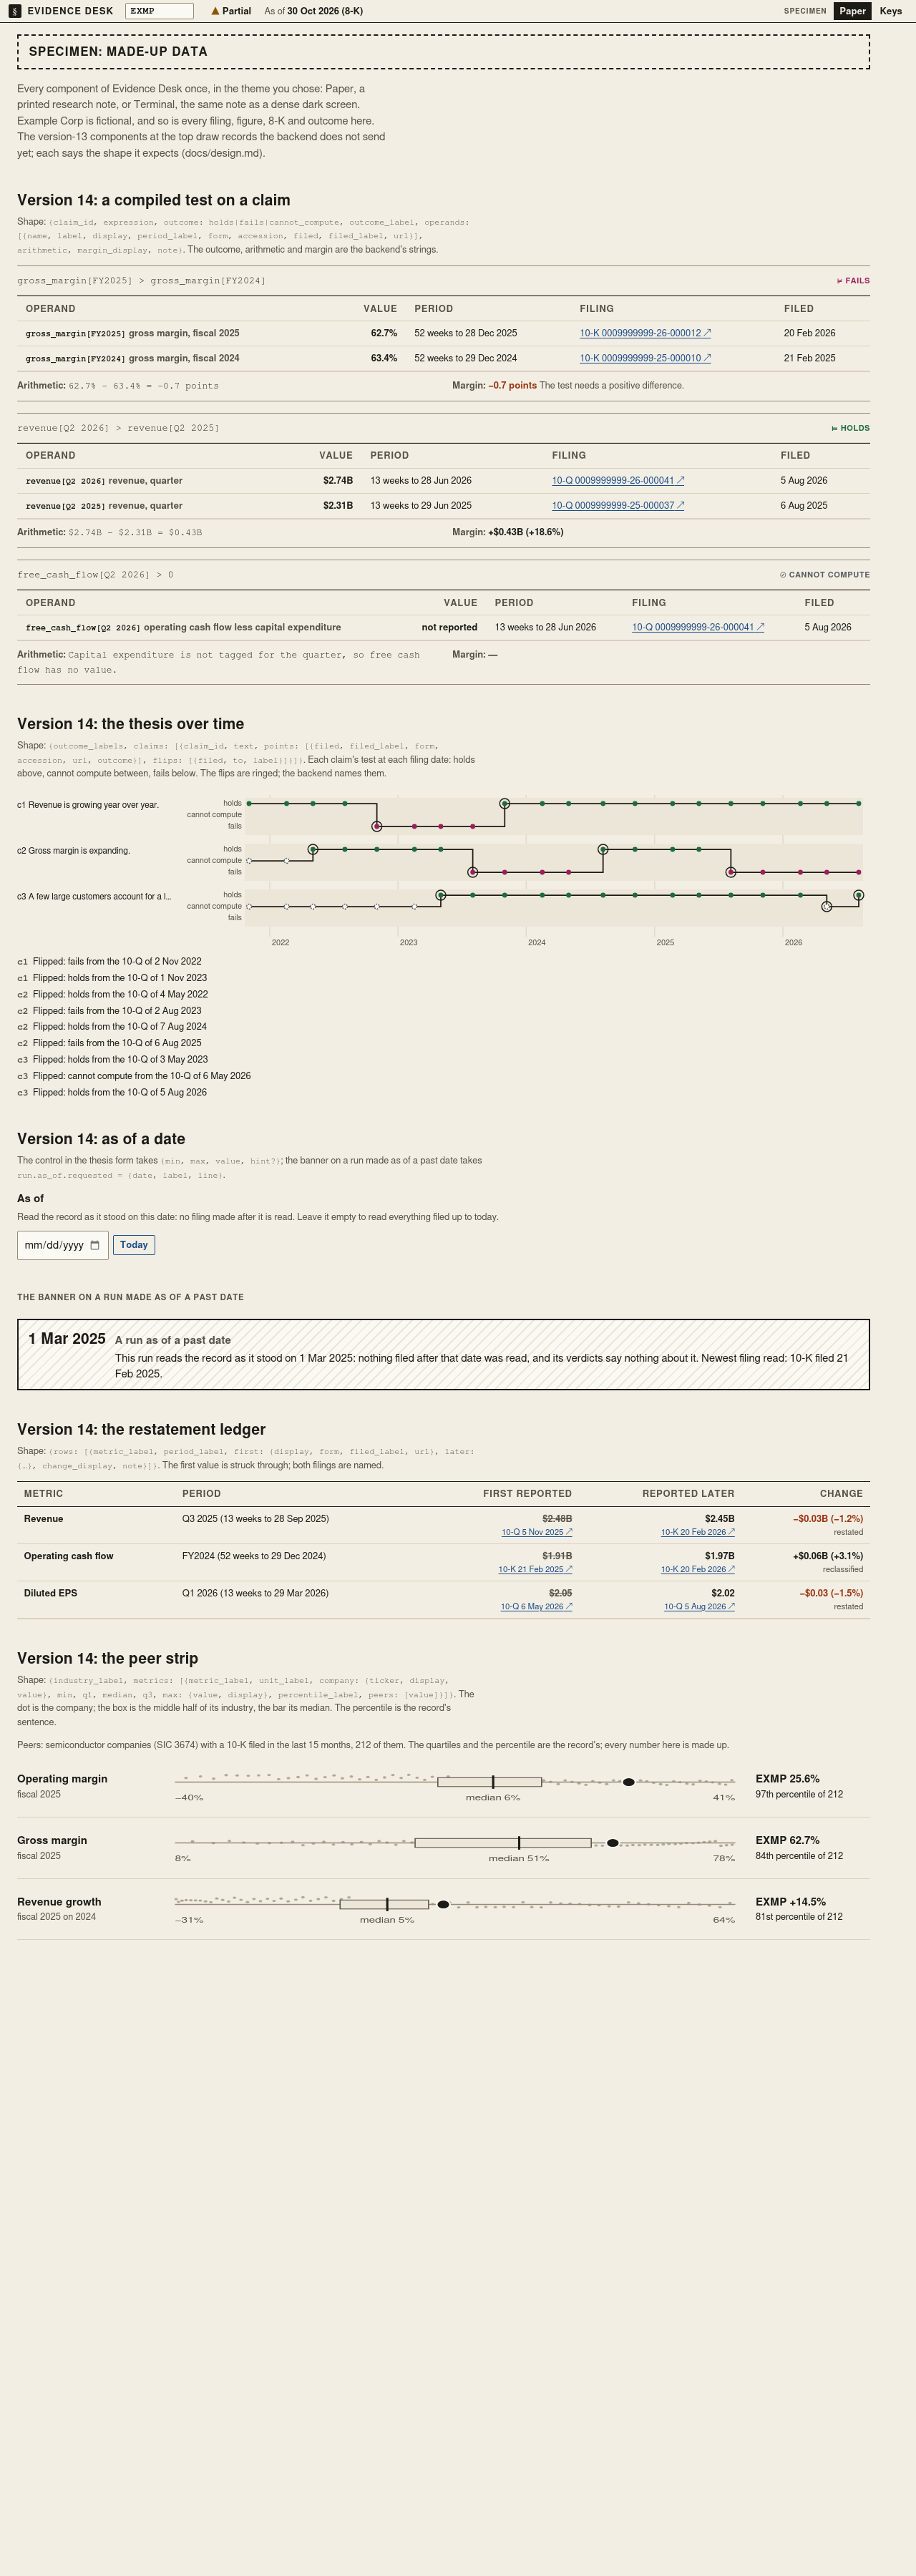 § EVIDENCE DESK EXMP ▲ Partial As of 30 Oct 2026 (8-K) SPECIMEN Paper Keys
SPECIMEN: MADE-UP DATA
Every component of Evidence Desk once, in the theme you chose: Paper, a
printed research note, or Terminal, the same note as a dense dark screen.
Example Corp is fictional, and so is every filing, figure, 8-K and outcome here.
The version-13 components at the top draw records the backend does not send
yet; each says the shape it expects (docs/design.md).
Version 14: a compiled test on a claim
Shape: {claim_id, expression, outcome: holds|fails|cannot_compute, outcome_label, operands:
[{name, label, display, period_label, form, accession, filed, filed_label, url}],
arithmetic, margin_display, note}. The outcome, arithmetic and margin are the backend's strings.
gross_margin[FY2025] > gross_margin[FY2024] ⊭ FAILS
OPERAND VALUE PERIOD FILING FILED
gross_margin[FY2025] gross margin, fiscal 2025 62.7% 52 weeks to 28 Dec 2025 10-K 0009999999-26-000012 ↗ 20 Feb 2026
gross_margin[FY2024] gross margin, fiscal 2024 63.4% 52 weeks to 29 Dec 2024 10-K 0009999999-25-000010 ↗ 21 Feb 2025
Arithmetic: 62.7% − 63.4% = −0.7 points Margin: −0.7 points The test needs a positive difference.
revenue[Q2 2026] > revenue[Q2 2025] ⊨ HOLDS
OPERAND VALUE PERIOD FILING FILED
revenue[Q2 2026] revenue, quarter $2.74B 13 weeks to 28 Jun 2026 10-Q 0009999999-26-000041 ↗ 5 Aug 2026
revenue[Q2 2025] revenue, quarter $2.31B 13 weeks to 29 Jun 2025 10-Q 0009999999-25-000037 ↗ 6 Aug 2025
Arithmetic: $2.74B − $2.31B = $0.43B Margin: +$0.43B (+18.6%)
free_cash_flow[Q2 2026] > 0 ⊘ CANNOT COMPUTE
OPERAND VALUE PERIOD FILING FILED
free_cash_flow[Q2 2026] operating cash flow less capital expenditure not reported 13 weeks to 28 Jun 2026 10-Q 0009999999-26-000041 ↗ 5 Aug 2026
Arithmetic: Capital expenditure is not tagged for the quarter, so free cash Margin: —
flow has no value.
Version 14: the thesis over time
Shape: {outcome_labels, claims: [{claim_id, text, points: [{filed, filed_label, form,
accession, url, outcome}], flips: [{filed, to, label}]}]}. Each claim's test at each filing date: holds
above, cannot compute between, fails below. The flips are ringed; the backend names them.
c1 Revenue is growing year over year. holds
cannot compute
fails
c2 Gross margin is expanding. holds
cannot compute
fails
c3 A few large customers account for a l... holds
cannot compute
fails
2022 2023 2024 2025 2026
c1 Flipped: fails from the 10-Q of 2 Nov 2022
c1 Flipped: holds from the 10-Q of 1 Nov 2023
c2 Flipped: holds from the 10-Q of 4 May 2022
c2 Flipped: fails from the 10-Q of 2 Aug 2023
c2 Flipped: holds from the 10-Q of 7 Aug 2024
c2 Flipped: fails from the 10-Q of 6 Aug 2025
c3 Flipped: holds from the 10-Q of 3 May 2023
c3 Flipped: cannot compute from the 10-Q of 6 May 2026
c3 Flipped: holds from the 10-Q of 5 Aug 2026
Version 14: as of a date
The control in the thesis form takes {min, max, value, hint?}; the banner on a run made as of a past date takes
run.as_of.requested = {date, label, line}.
As of
Read the record as it stood on this date: no filing made after it is read. Leave it empty to read everything filed up to today.
mm/dd/yyyy Today
THE BANNER ON A RUN MADE AS OF A PAST DATE
1 Mar 2025 A run as of a past date
This run reads the record as it stood on 1 Mar 2025: nothing filed after that date was read, and its verdicts say nothing about it. Newest filing read: 10-K filed 21
Feb 2025.
Version 14: the restatement ledger
Shape: {rows: [{metric_label, period_label, first: {display, form, filed_label, url}, later:
{…}, change_display, note}]}. The first value is struck through; both filings are named.
METRIC PERIOD FIRST REPORTED REPORTED LATER CHANGE
Revenue Q3 2025 (13 weeks to 28 Sep 2025) $2.48B $2.45B −$0.03B (−1.2%)
10-Q 5 Nov 2025 ↗ 10-K 20 Feb 2026 ↗ restated
Operating cash flow FY2024 (52 weeks to 29 Dec 2024) $1.91B $1.97B +$0.06B (+3.1%)
10-K 21 Feb 2025 ↗ 10-K 20 Feb 2026 ↗ reclassified
Diluted EPS Q1 2026 (13 weeks to 29 Mar 2026) $2.05 $2.02 −$0.03 (−1.5%)
10-Q 6 May 2026 ↗ 10-Q 5 Aug 2026 ↗ restated
Version 14: the peer strip
Shape: {industry_label, metrics: [{metric_label, unit_label, company: {ticker, display,
value}, min, q1, median, q3, max: {value, display}, percentile_label, peers: [value]}]}. The
dot is the company; the box is the middle half of its industry, the bar its median. The percentile is the record's
sentence.
Peers: semiconductor companies (SIC 3674) with a 10-K filed in the last 15 months, 212 of them. The quartiles and the percentile are the record's; every number here is made up.
Operating margin EXMP 25.6%
fiscal 2025 −40% median 6% 41% 97th percentile of 212
Gross margin EXMP 62.7%
fiscal 2025 8% median 51% 78% 84th percentile of 212
Revenue growth EXMP +14.5%
fiscal 2025 on 2024 −31% median 5% 64% 81st percentile of 212